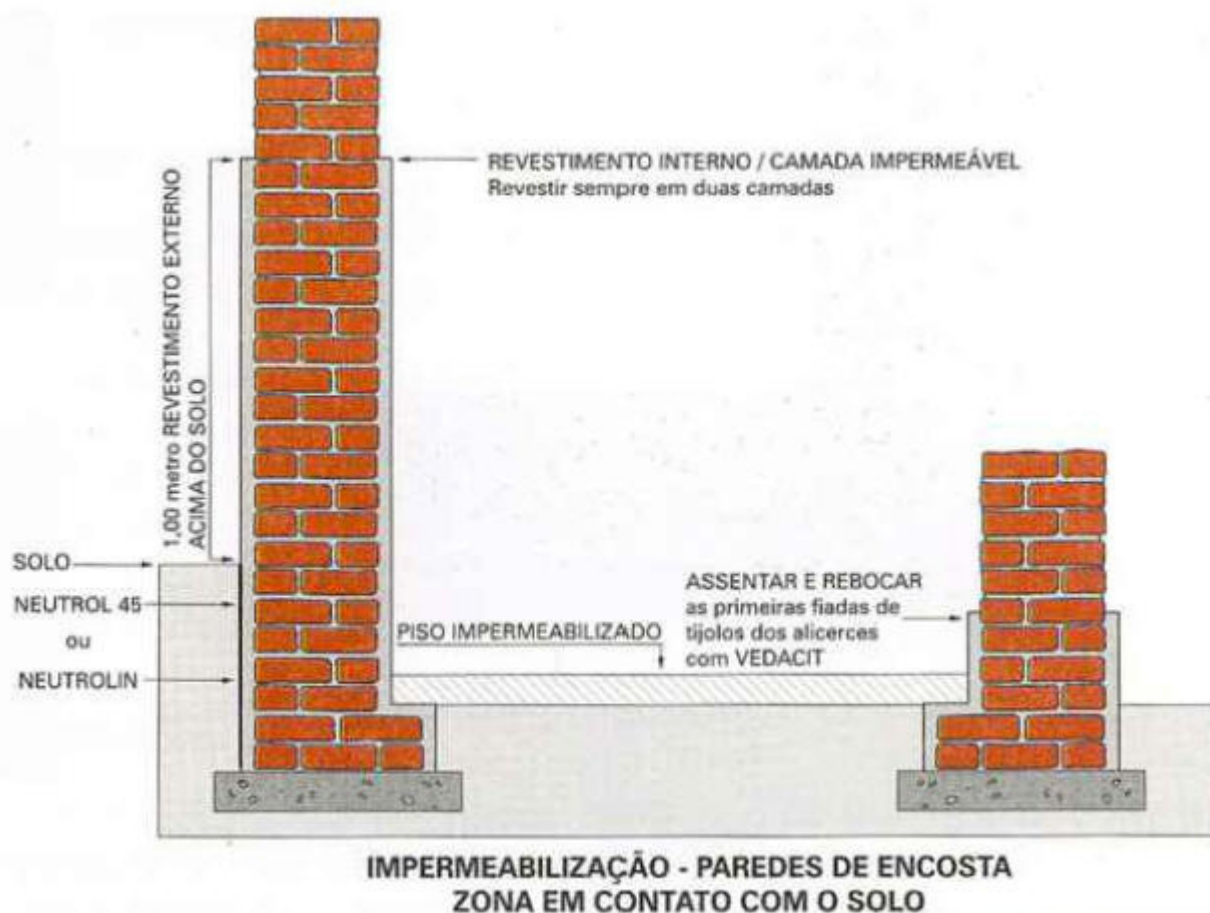 REVESTIMENTO INTERNO / CAMADA IMPERMEÁVEL
Revestir sempre em duas camadas
1,00 metro REVESTIMENTO EXTERNO
ACIMA DO SOLO
SOLO
NEUTROL 45
ou
NEUTROLIN
PISO IMPERMEABILIZADO
ASSENTAR E REBOCAR
as primeiras fiadas de
tijolos dos alicerces
com VEDACIT
IMPERMEABILIZAÇÃO - PAREDES DE ENCOSTA
ZONA EM CONTATO COM O SOLO